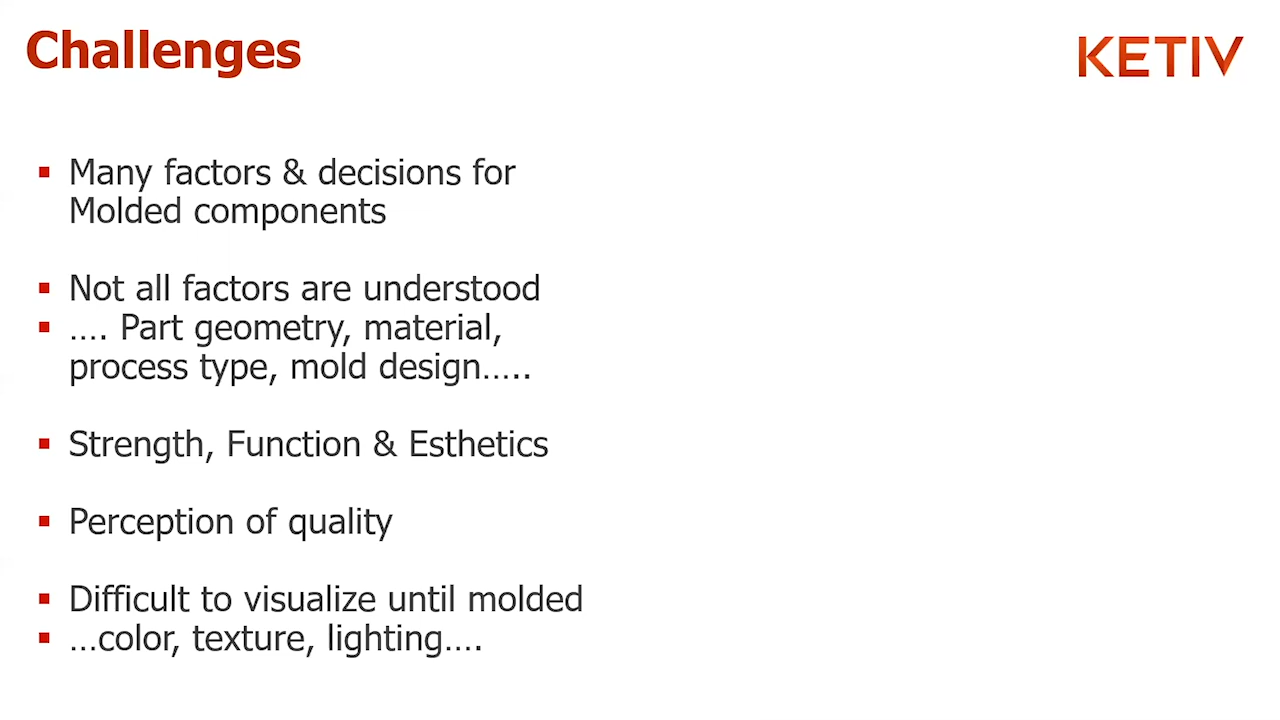 Challenges
KETIV
▪ Many factors & decisions for
Molded components
▪ Not all factors are understood
▪ …. Part geometry, material,
process type, mold design…..
▪ Strength, Function & Esthetics
▪ Perception of quality
▪ Difficult to visualize until molded
▪ …color, texture, lighting….